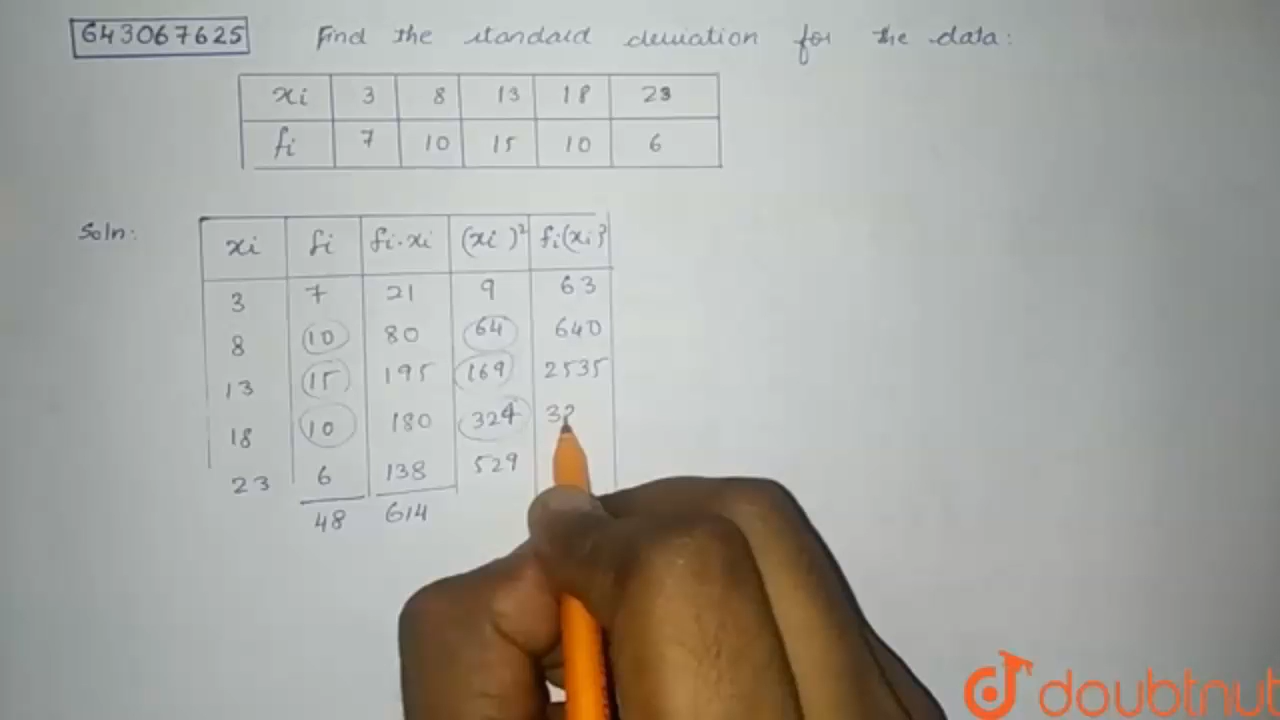 643067625 Find the standard deviation for the data:
xi 3 8 13 18 23
fi 7 10 15 10 6
Soln:
xi fi fi.xi (xi)² fi(xi)²
3 7 21 9 63
8 10 80 64 640
13 15 195 169 2535
18 10 180 324 32
23 6 138 529
48 614
doubtnut